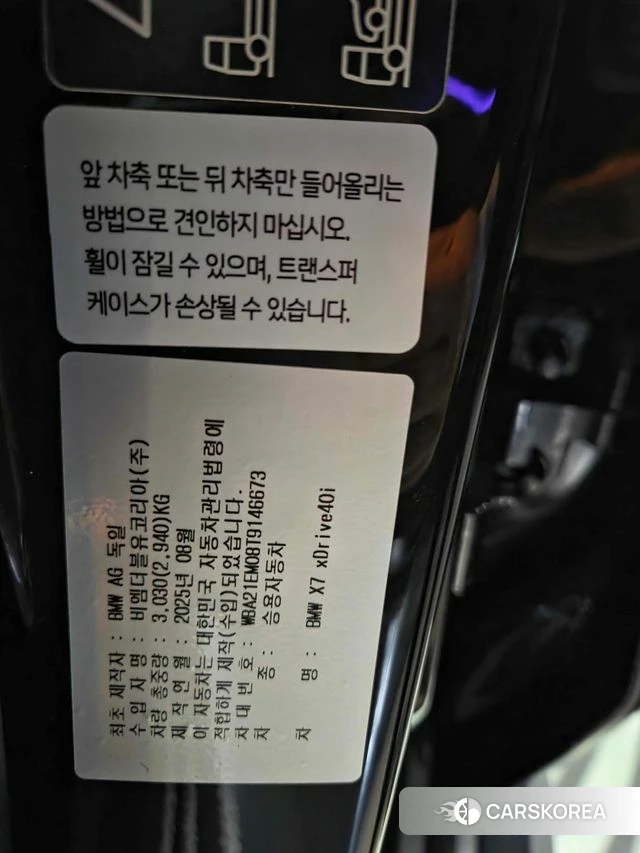 앞 차축 또는 뒤 차축만 들어올리는
방법으로 견인하지 마십시오.
휠이 잠길 수 있으며, 트랜스퍼
케이스가 손상될 수 있습니다.
최초 제작자 : BMW AG 독일
수 입 자 명 : 비엠더블유코리아(주)
차량 총중량 : 3,030(2,940)KG
제 작 연 월 : 2025년 08월
이 자동차는 대한민국 자동차관리법령에
적합하게 제작(수입)되었습니다.
차 대 번 호 : WBA21EM08T9146673
차 종 : 승용자동차
차 명 : BMW X7 xDrive40i
CARSKOREA